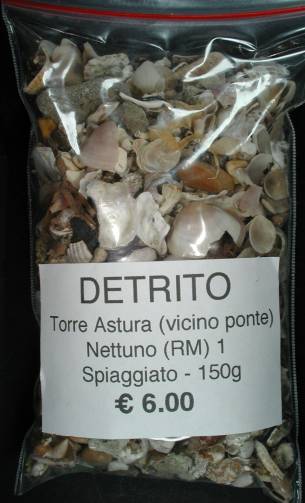 DETRITO
Torre Astura (vicino ponte)
Nettuno (RM) 1
Spiaggiato - 150g
€ 6.00